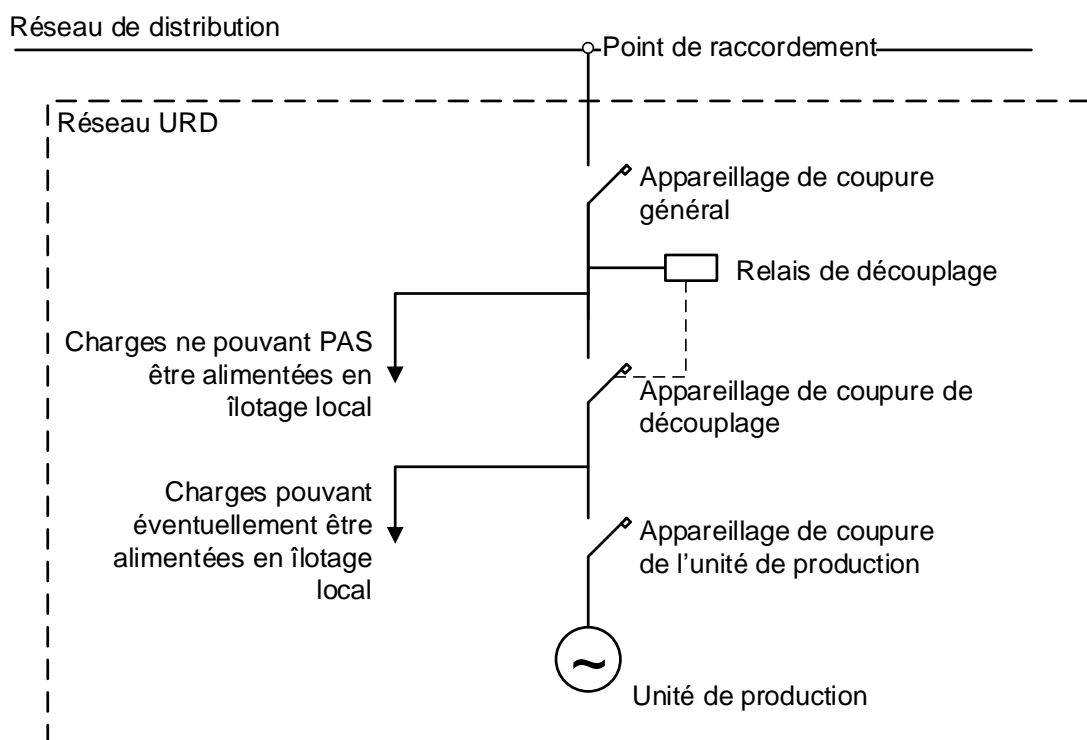 Réseau de distribution
Point de raccordement
Réseau URD
Appareillage de coupure
général
Relais de découplage
Charges ne pouvant PAS
être alimentées en
îlotage local
Appareillage de coupure de
découplage
Charges pouvant
éventuellement être
alimentées en îlotage
local
Appareillage de coupure
de l'unité de production
~
Unité de production